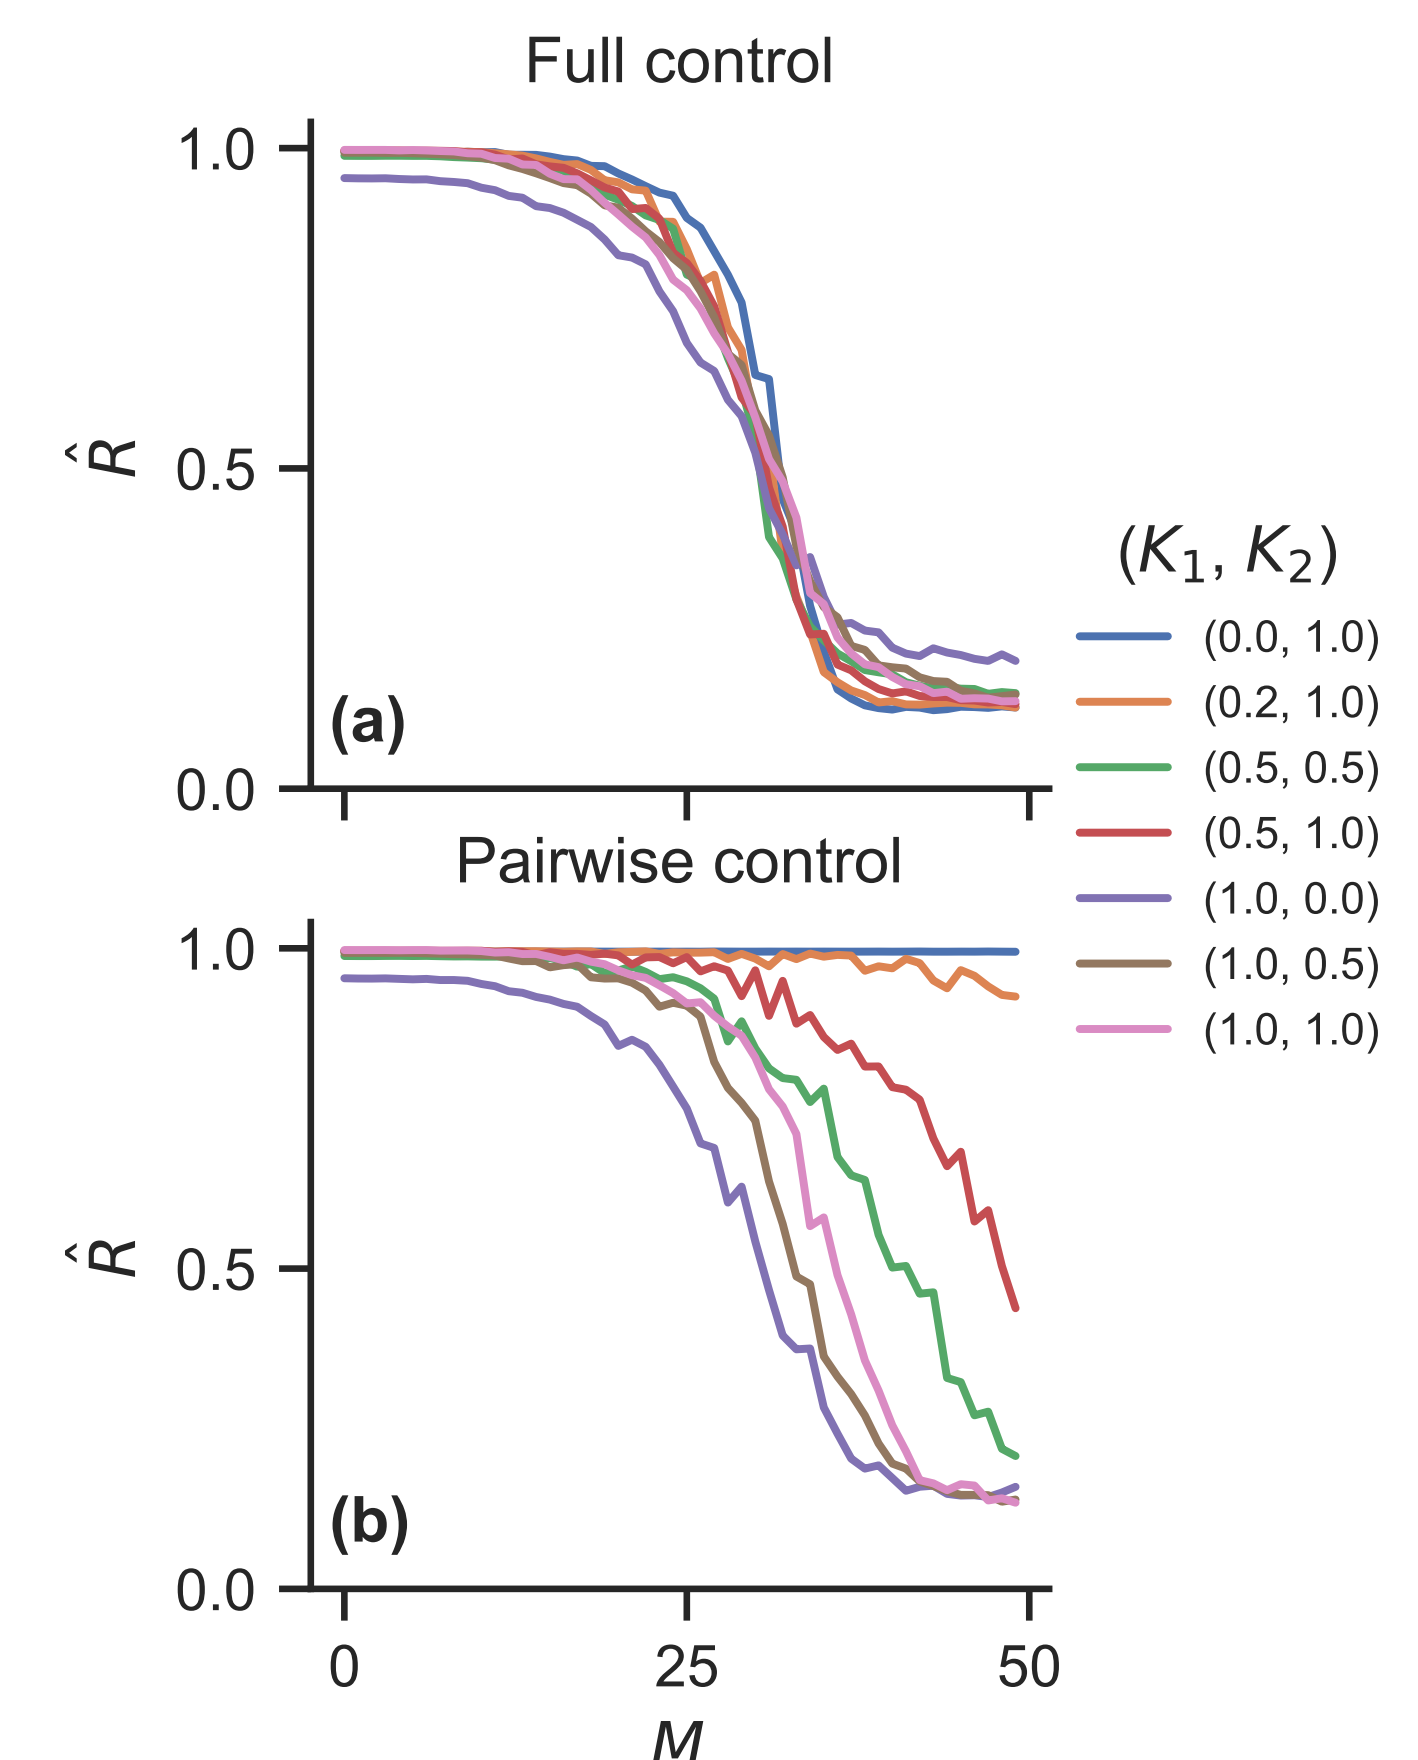 Full control
1.0
0.5
0.0
R̂
(a)
(K₁, K₂)
(0.0, 1.0)
(0.2, 1.0)
(0.5, 0.5)
(0.5, 1.0)
(1.0, 0.0)
(1.0, 0.5)
(1.0, 1.0)
Pairwise control
1.0
0.5
0.0
R̂
(b)
0 25 50
M